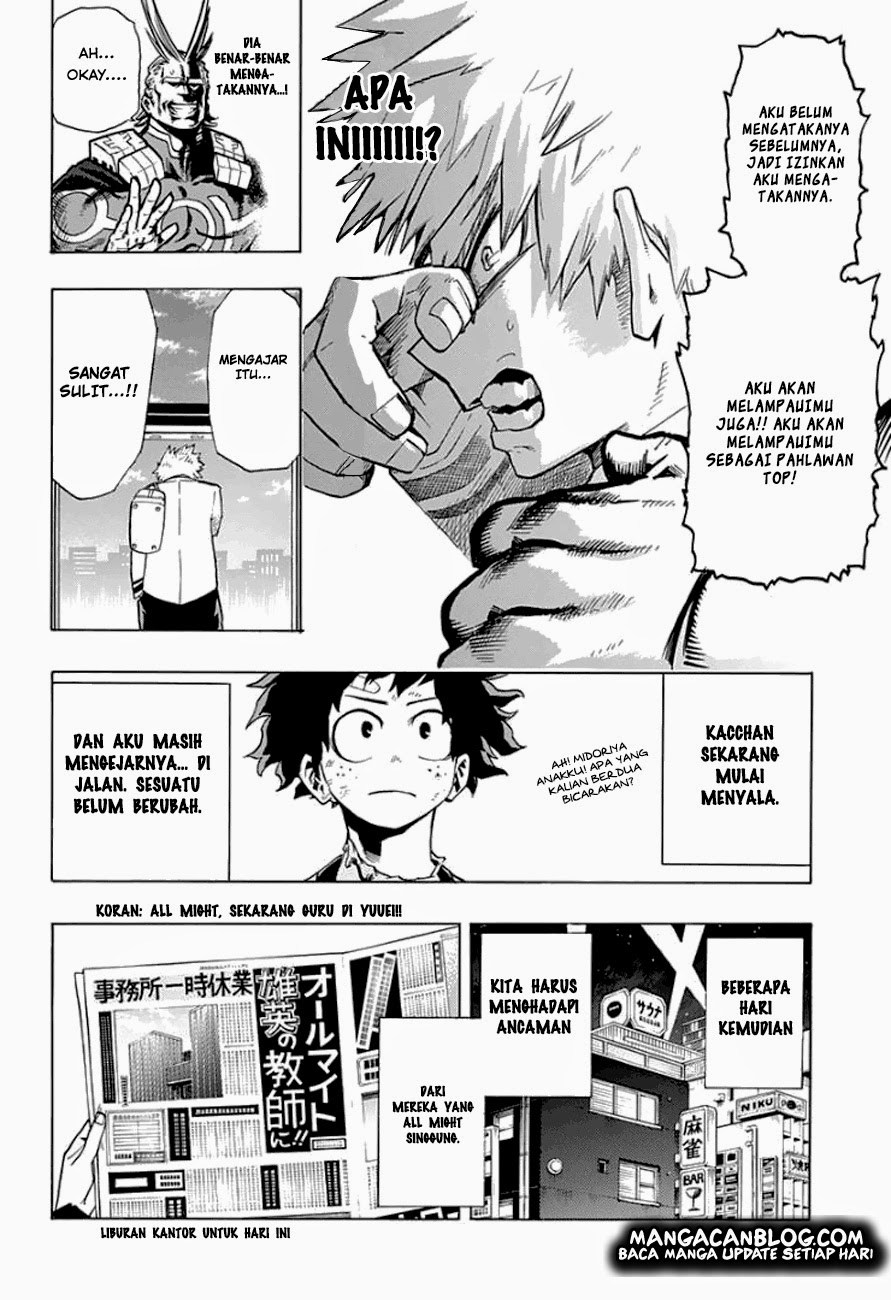 AKU BELUM
MENGATAKANYA
SEBELUMNYA,
JADI IZINKAN
AKU MENGA-
TAKANNYA.
AKU AKAN
MELAMPAUIMU
JUGA!! AKU AKAN
MELAMPAUIMU
SEBAGAI PAHLAWAN
TOP!
APA
INIIIIII!?
DIA
BENAR-BENAR
MENGA-
TAKANNYA...!
AH...
OKAY....
MENGAJAR
ITU...
SANGAT
SULIT...!!
KACCHAN
SEKARANG
MULAI
MENYALA.
AH! MIDORIYA
ANAKKU! APA YANG
KALIAN BERDUA
BICARAKAN?
DAN AKU MASIH
MENGEJARNYA... DI
JALAN. SESUATU
BELUM BERUBAH.
BEBERAPA
HARI
KEMUDIAN
サウナ
NIKU
麻雀
BAR
KITA HARUS
MENGHADAPI
ANCAMAN
DARI
MEREKA YANG
ALL MIGHT
SINGGUNG.
KORAN: ALL MIGHT, SEKARANG GURU DI YUUEI!!
オールマイト
雄英の教師に!!
事務所一時休業
LIBURAN KANTOR UNTUK HARI INI
MANGACANBLOG.COM
BACA MANGA UPDATE SETIAP HARI